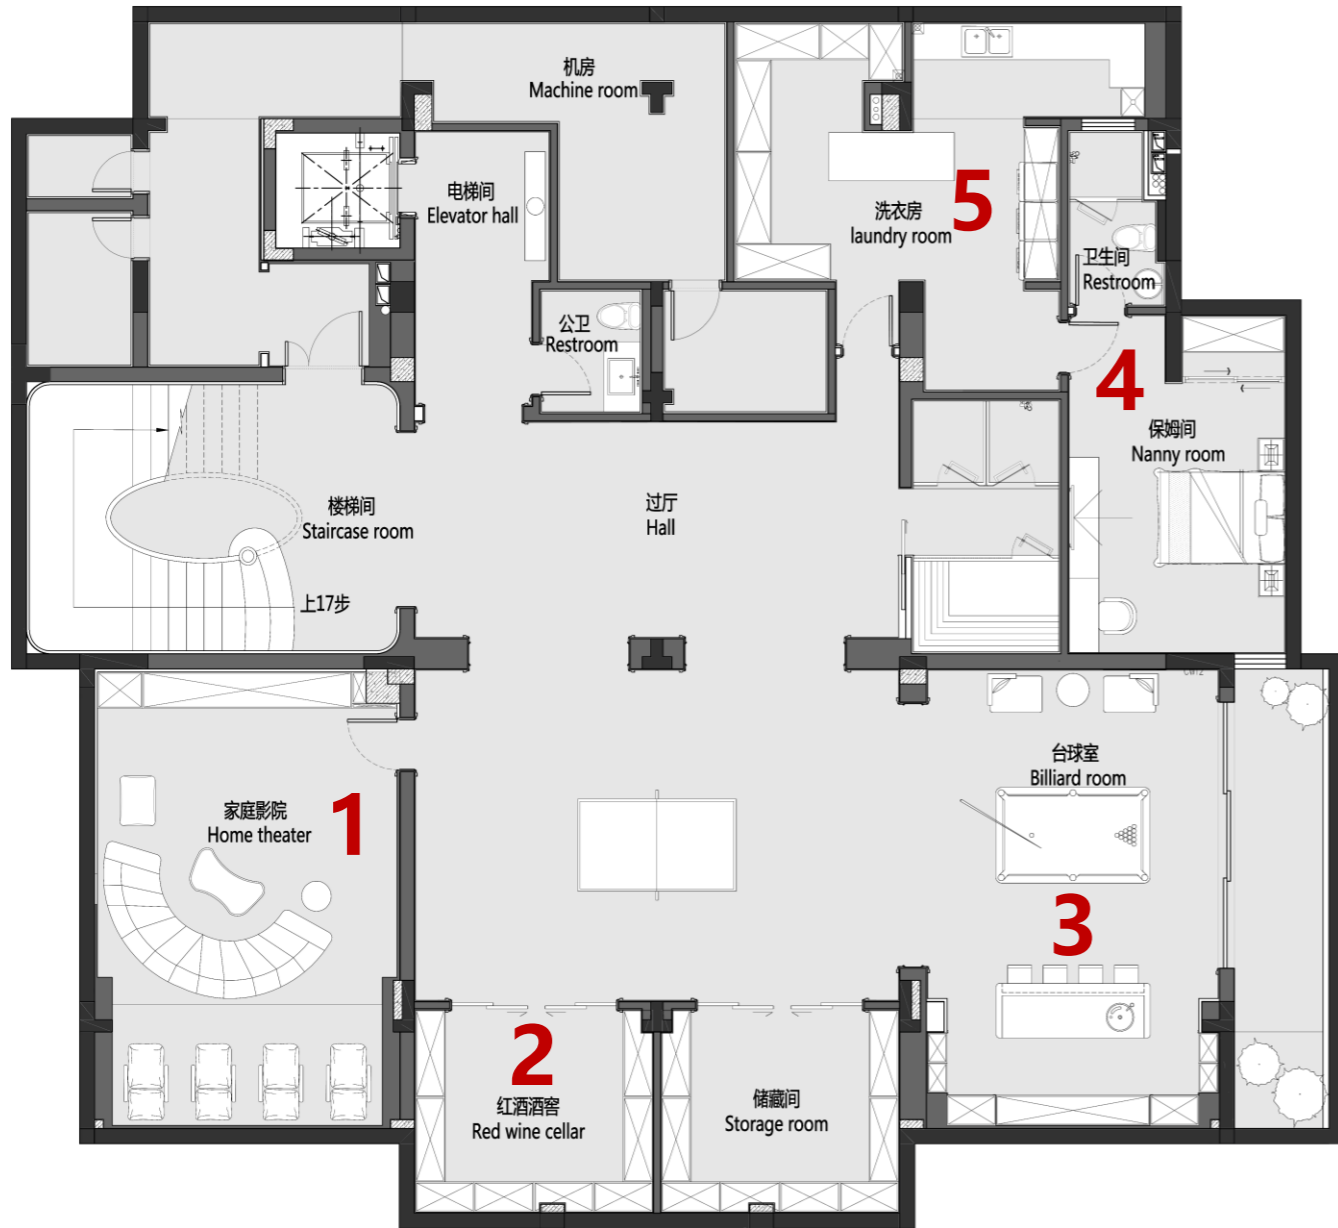 机房
Machine room
电梯间
Elevator hall
洗衣房
laundry room
5
卫生间
Restroom
公卫
Restroom
4
保姆间
Nanny room
楼梯间
Staircase room
过厅
Hall
上17步
台球室
Billiard room
家庭影院
Home theater
1
3
2
红酒酒窖
Red wine cellar
储藏间
Storage room